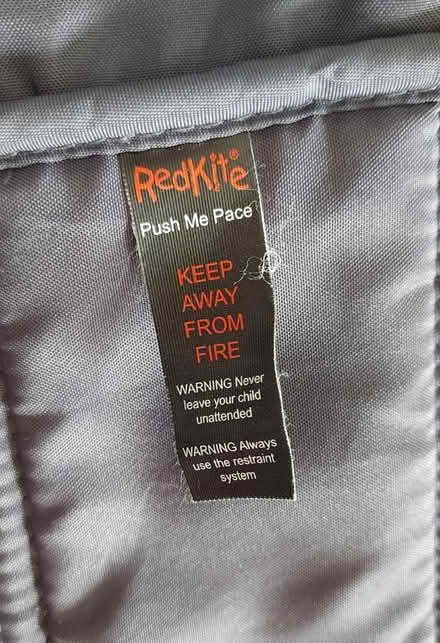 RedKite®
Push Me Pace
KEEP
AWAY
FROM
FIRE
WARNING Never
leave your child
unattended
WARNING Always
use the restraint
system